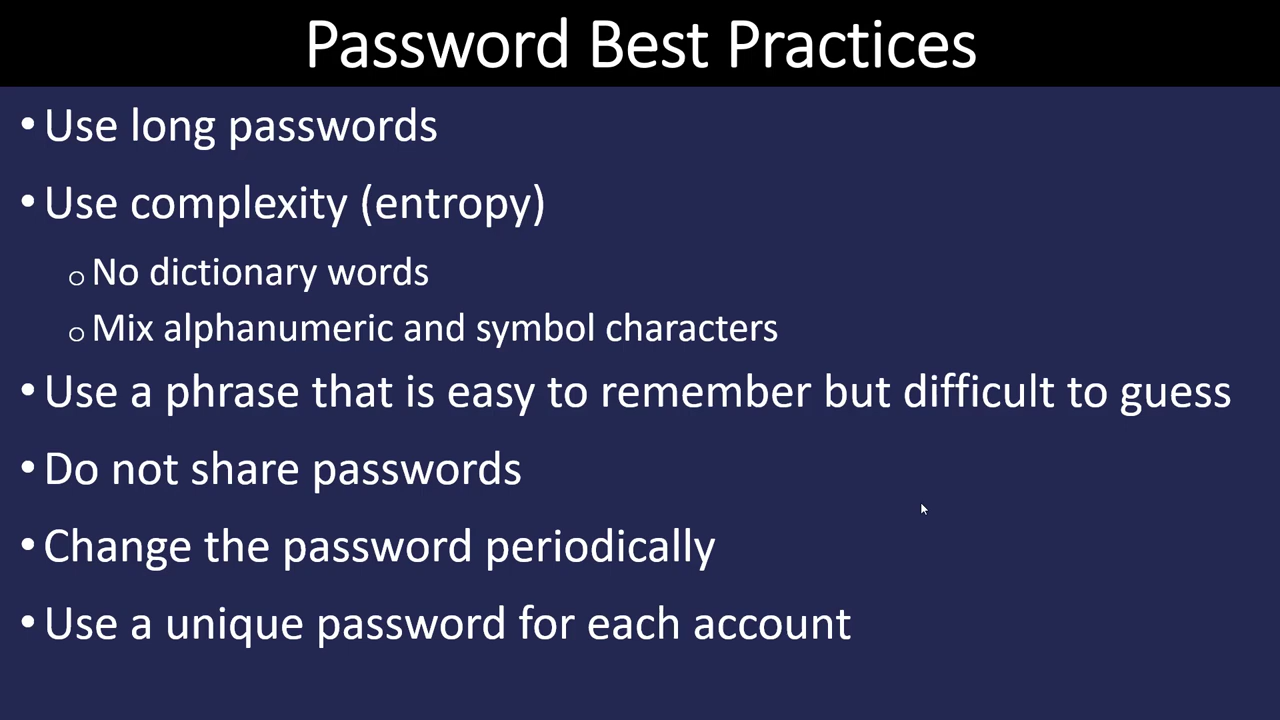 Password Best Practices
• Use long passwords
• Use complexity (entropy)
o No dictionary words
o Mix alphanumeric and symbol characters
• Use a phrase that is easy to remember but difficult to guess
• Do not share passwords
• Change the password periodically
• Use a unique password for each account